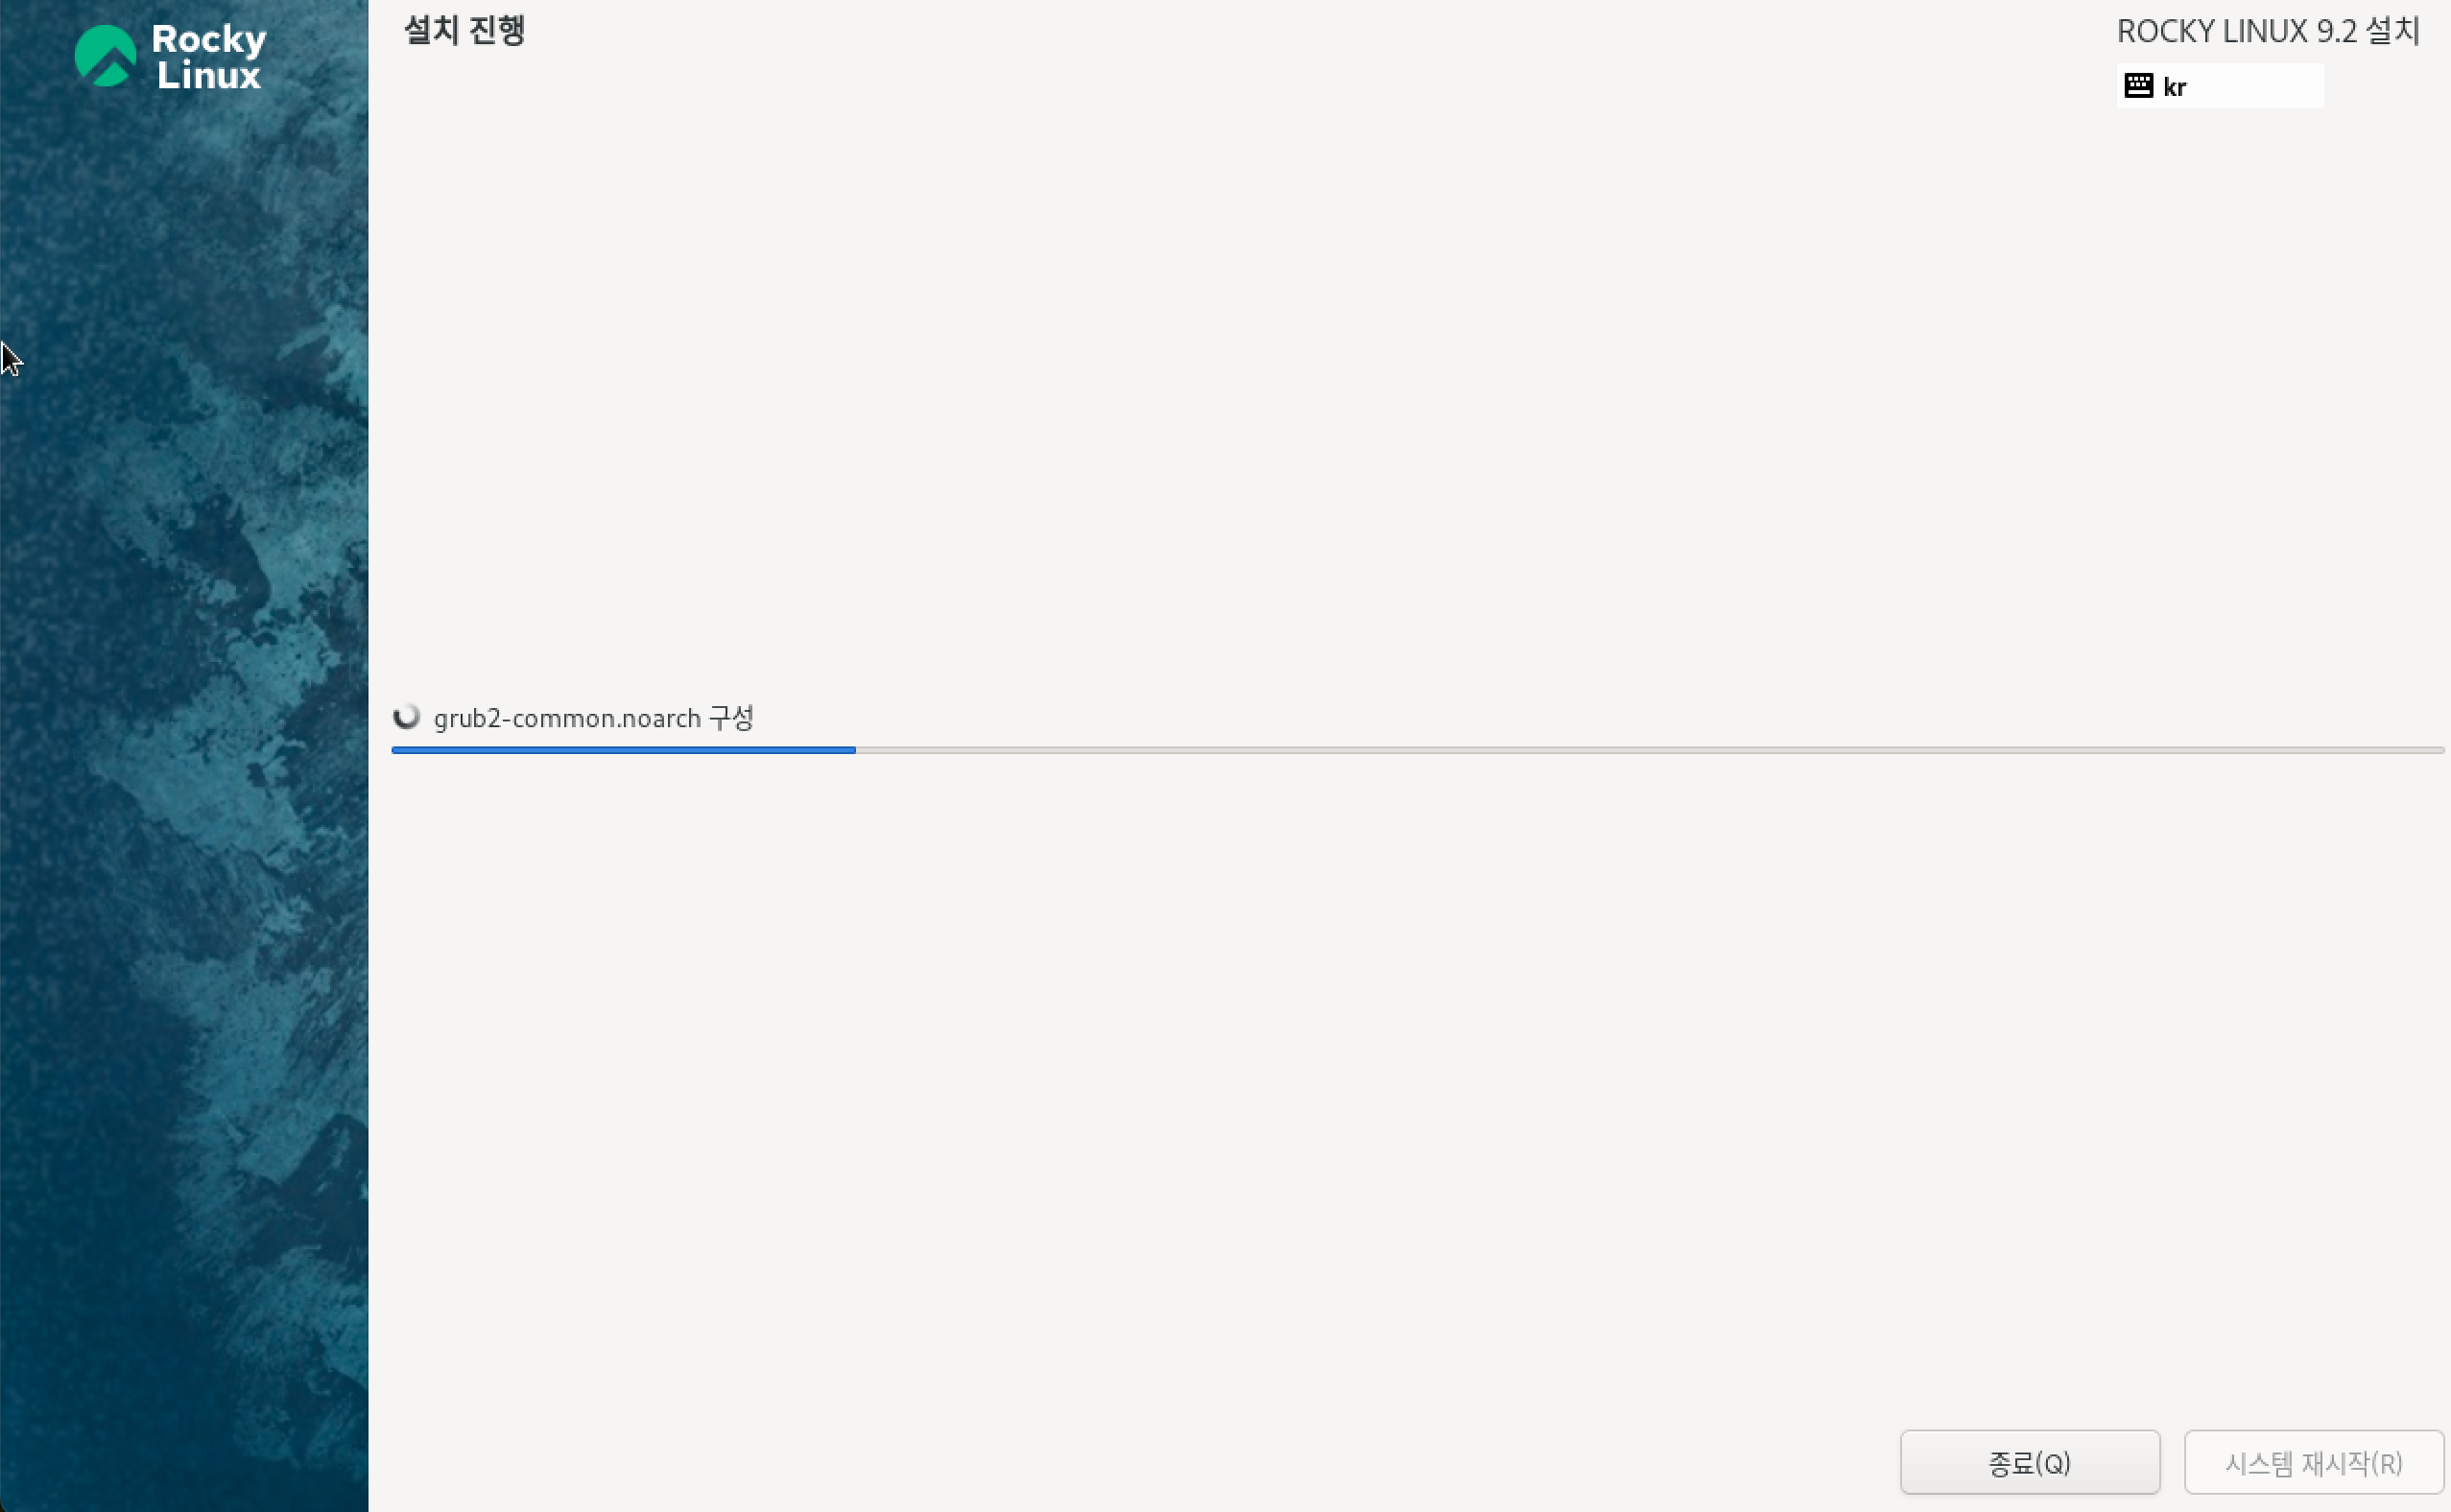 Rocky
Linux
설치 진행
ROCKY LINUX 9.2 설치
kr
grub2-common.noarch 구성
종료(Q)
시스템 재시작(R)